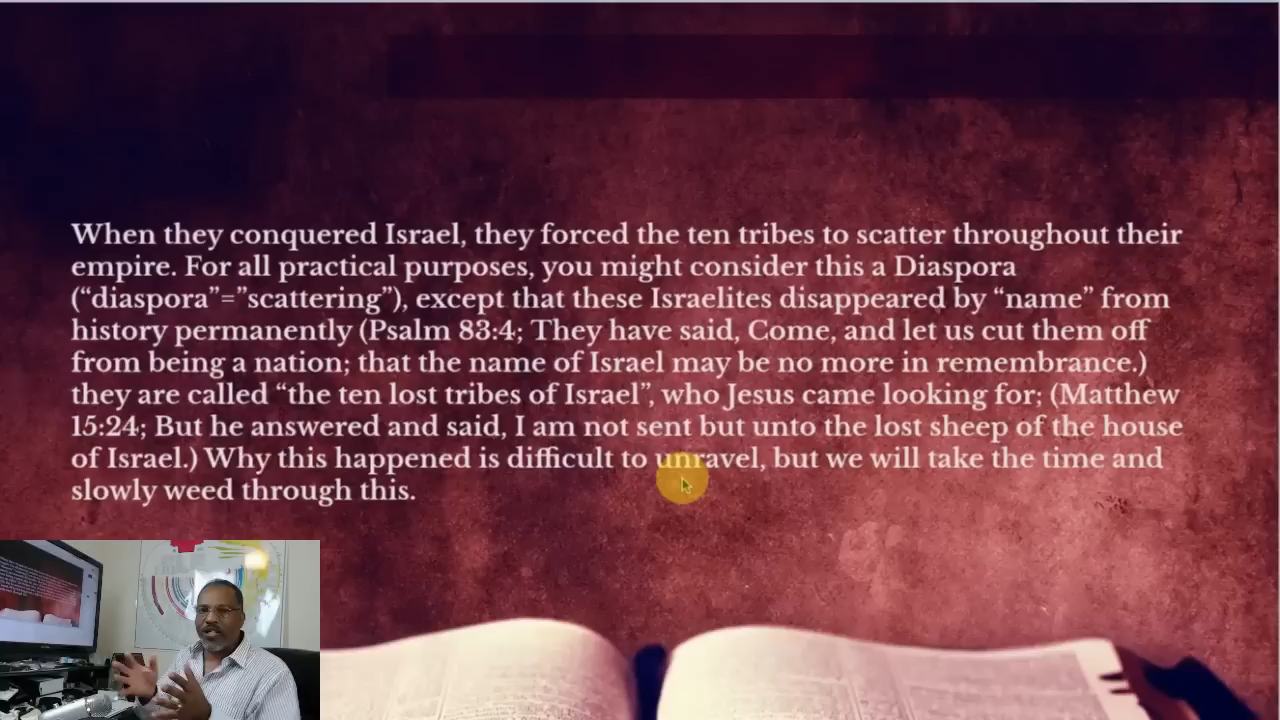 When they conquered Israel, they forced the ten tribes to scatter throughout their
empire. For all practical purposes, you might consider this a Diaspora
(“diaspora”=”scattering”), except that these Israelites disappeared by “name” from
history permanently (Psalm 83:4; They have said, Come, and let us cut them off
from being a nation; that the name of Israel may be no more in remembrance.)
they are called “the ten lost tribes of Israel”, who Jesus came looking for; (Matthew
15:24; But he answered and said, I am not sent but unto the lost sheep of the house
of Israel.) Why this happened is difficult to unravel, but we will take the time and
slowly weed through this.